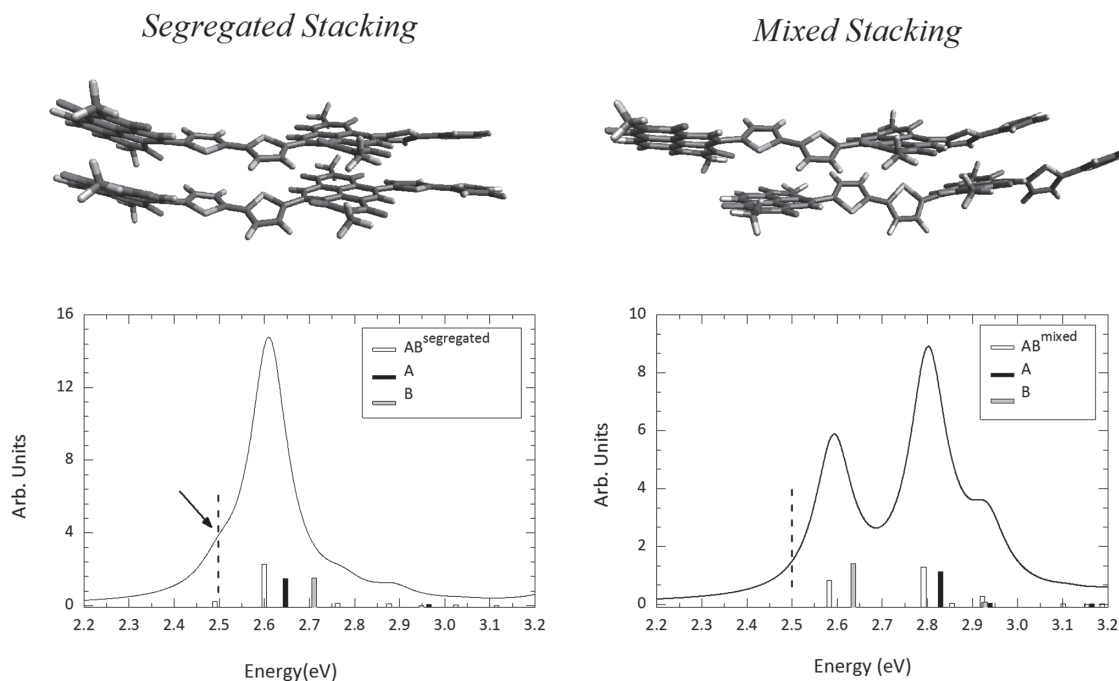 Segregated Stacking
Mixed Stacking
16
12
8
4
0
Arb. Units
AB segregated
A
B
2.2 2.3 2.4 2.5 2.6 2.7 2.8 2.9 3.0 3.1 3.2
Energy(eV)
10
8
6
4
2
0
Arb. Units
AB mixed
A
B
2.2 2.3 2.4 2.5 2.6 2.7 2.8 2.9 3.0 3.1 3.2
Energy (eV)